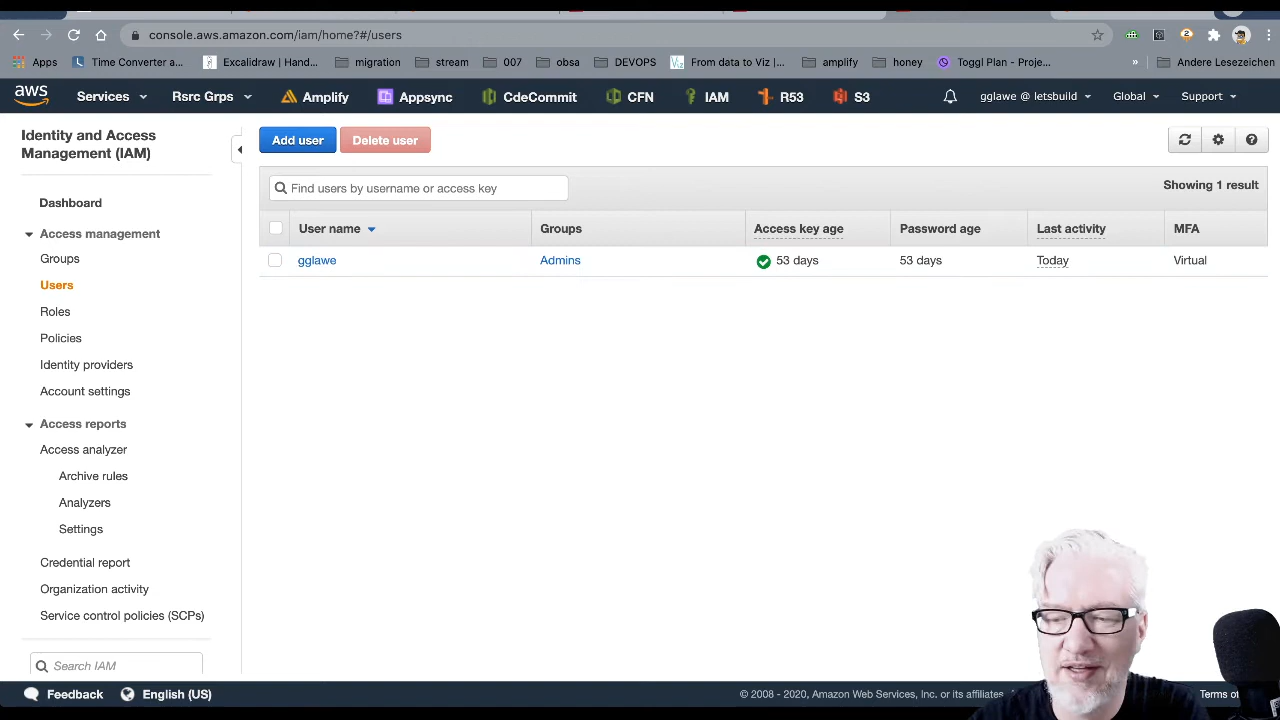 console.aws.amazon.com/iam/home?#/users
Apps Time Converter a... Excalidraw | Hand... migration stream 007 obsa DEVOPS From data to Viz |... amplify honey Toggl Plan - Proje... » Andere Lesezeichen
aws Services Rsrc Grps Amplify Appsync CdeCommit CFN IAM R53 S3 gglawe @ letsbuild Global Support
Identity and Access
Management (IAM)
Dashboard
Access management
Groups
Users
Roles
Policies
Identity providers
Account settings
Access reports
Access analyzer
Archive rules
Analyzers
Settings
Credential report
Organization activity
Service control policies (SCPs)
Search IAM
Add user Delete user
Find users by username or access key
Showing 1 result
User name Groups Access key age Password age Last activity MFA
gglawe Admins 53 days 53 days Today Virtual
Feedback English (US) © 2008 - 2020, Amazon Web Services, Inc. or its affiliates. Terms of